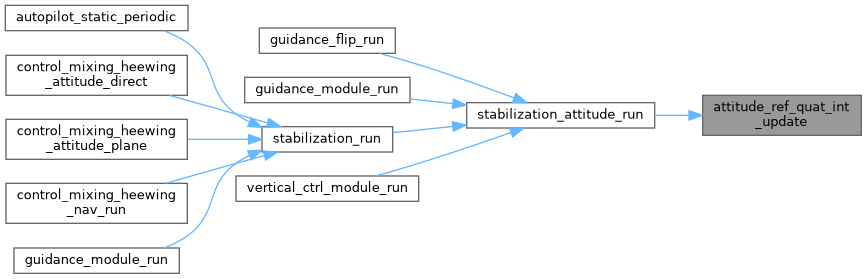 autopilot_static_periodic
control_mixing_heewing
_attitude_direct
control_mixing_heewing
_attitude_plane
control_mixing_heewing
_nav_run
guidance_module_run
stabilization_run
guidance_flip_run
guidance_module_run
vertical_ctrl_module_run
stabilization_attitude_run
attitude_ref_quat_int
_update